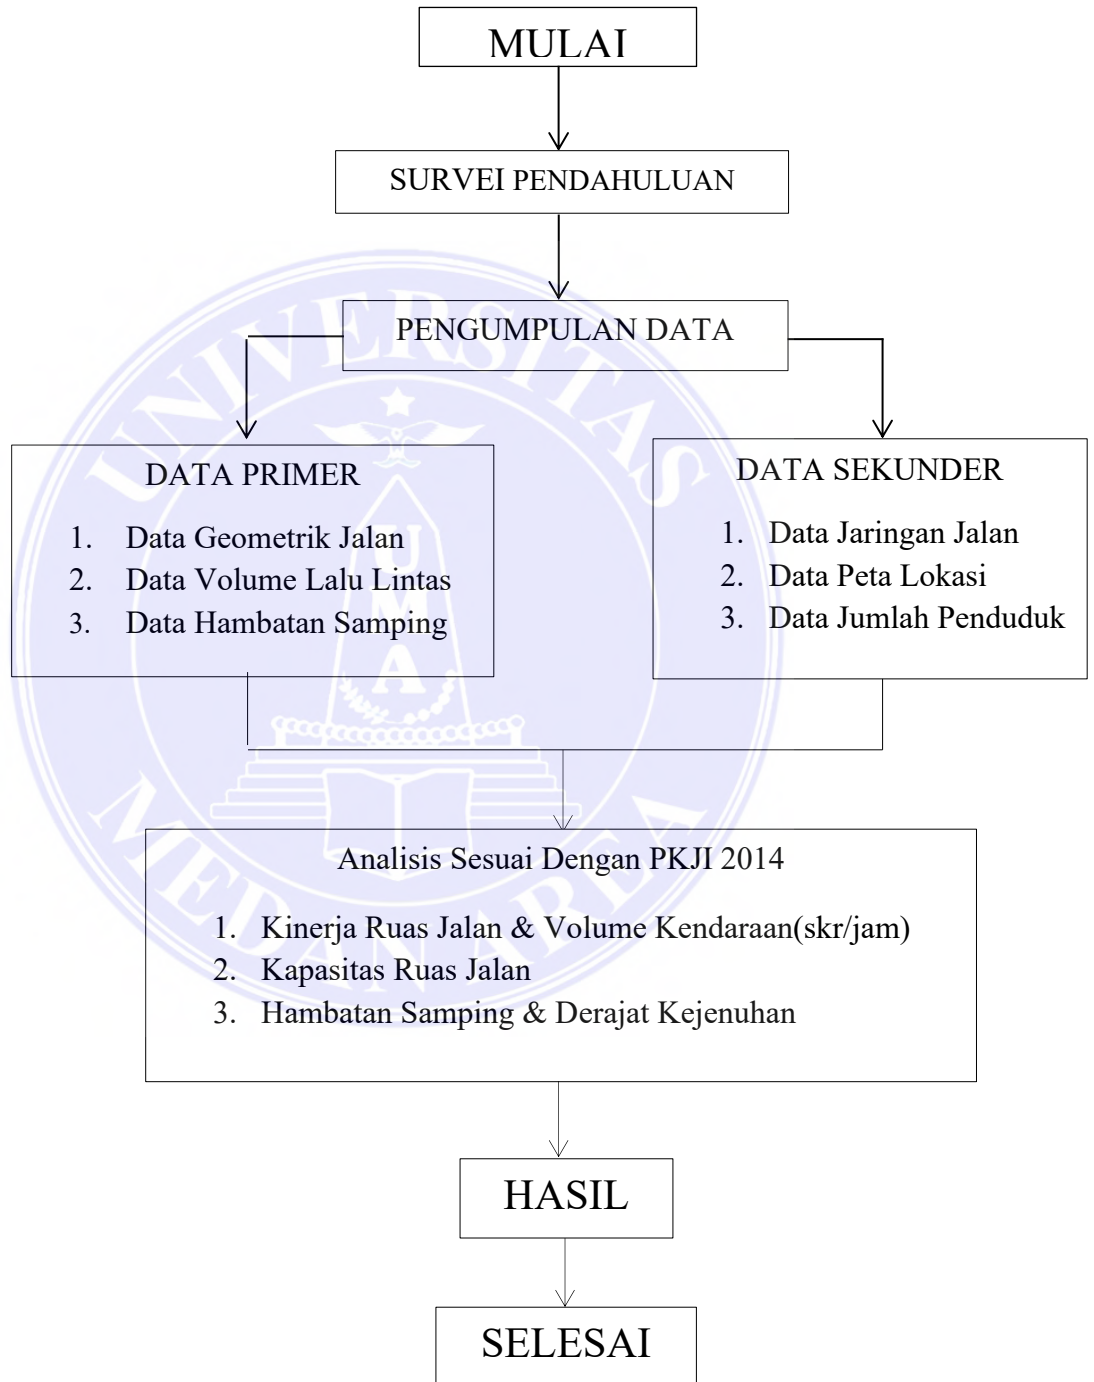 MULAI
SURVEI PENDAHULUAN
PENGUMPULAN DATA
DATA PRIMER
1. Data Geometrik Jalan
2. Data Volume Lalu Lintas
3. Data Hambatan Samping
DATA SEKUNDER
1. Data Jaringan Jalan
2. Data Peta Lokasi
3. Data Jumlah Penduduk
Analisis Sesuai Dengan PKJI 2014
1. Kinerja Ruas Jalan & Volume Kendaraan(skr/jam)
2. Kapasitas Ruas Jalan
3. Hambatan Samping & Derajat Kejenuhan
HASIL
SELESAI
UNIVERSITAS
U
M
A
MEDAN AREA